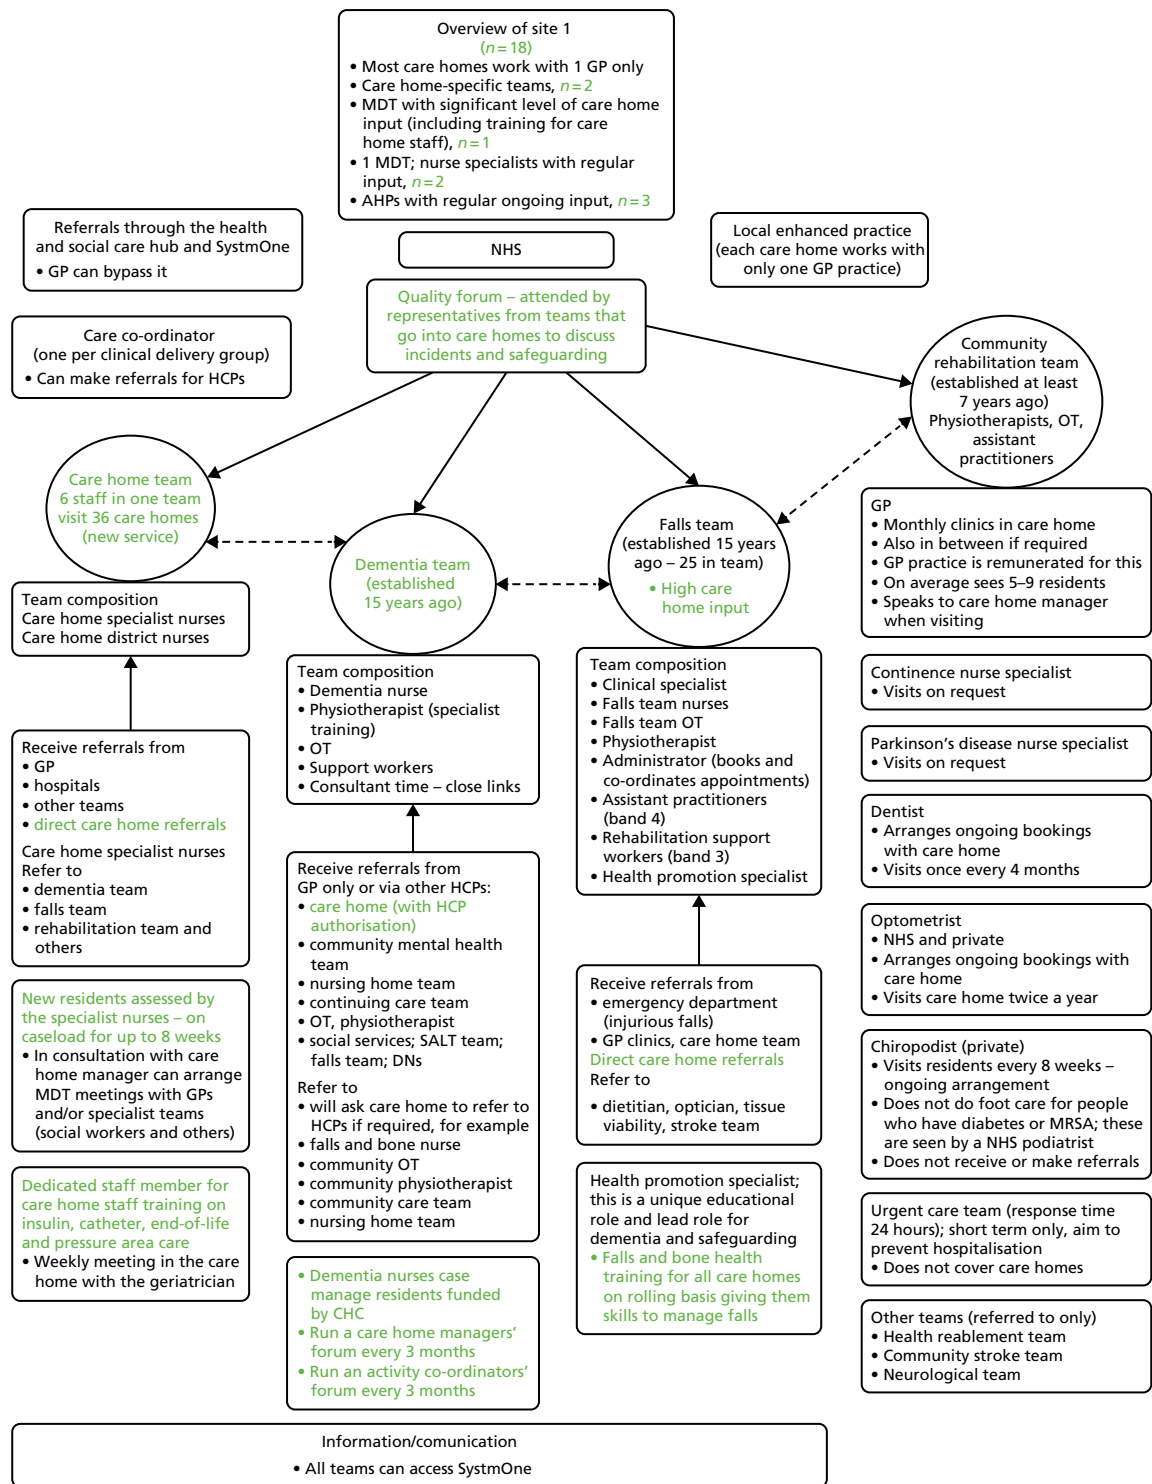 Overview of site 1
(n = 18)
• Most care homes work with 1 GP only
• Care home-specific teams, n = 2
• MDT with significant level of care home
input (including training for care
home staff), n = 1
• 1 MDT; nurse specialists with regular
input, n = 2
• AHPs with regular ongoing input, n = 3
Referrals through the health
and social care hub and SystmOne
• GP can bypass it
NHS
Local enhanced practice
(each care home works with
only one GP practice)
Quality forum – attended by
representatives from teams that
go into care homes to discuss
incidents and safeguarding
Care co-ordinator
(one per clinical delivery group)
• Can make referrals for HCPs
Community
rehabilitation team
(established at least
7 years ago)
Physiotherapists, OT,
assistant
practitioners
Care home team
6 staff in one team
visit 36 care homes
(new service)
Dementia team
(established
15 years ago)
Falls team
(established 15 years
ago – 25 in team)
• High care
home input
Team composition
Care home specialist nurses
Care home district nurses
Receive referrals from
• GP
• hospitals
• other teams
• direct care home referrals
Care home specialist nurses
Refer to
• dementia team
• falls team
• rehabilitation team and
others
New residents assessed by
the specialist nurses – on
caseload for up to 8 weeks
• In consultation with care
home manager can arrange
MDT meetings with GPs
and/or specialist teams
(social workers and others)
Dedicated staff member for
care home staff training on
insulin, catheter, end-of-life
and pressure area care
• Weekly meeting in the care
home with the geriatrician
Team composition
• Dementia nurse
• Physiotherapist (specialist
training)
• OT
• Support workers
• Consultant time – close links
Receive referrals from
GP only or via other HCPs:
• care home (with HCP
authorisation)
• community mental health
team
• nursing home team
• continuing care team
• OT, physiotherapist
• social services; SALT team;
falls team; DNs
Refer to
• will ask care home to refer to
HCPs if required, for example
• falls and bone nurse
• community OT
• community physiotherapist
• community care team
• nursing home team
• Dementia nurses case
manage residents funded
by CHC
• Run a care home managers’
forum every 3 months
• Run an activity co-ordinators’
forum every 3 months
Team composition
• Clinical specialist
• Falls team nurses
• Falls team OT
• Physiotherapist
• Administrator (books and
co-ordinates appointments)
• Assistant practitioners
(band 4)
• Rehabilitation support
workers (band 3)
• Health promotion specialist
Receive referrals from
• emergency department
(injurious falls)
• GP clinics, care home team
Direct care home referrals
Refer to
• dietitian, optician, tissue
viability, stroke team
Health promotion specialist;
this is a unique educational
role and lead role for
dementia and safeguarding
• Falls and bone health
training for all care homes
on rolling basis giving them
skills to manage falls
GP
• Monthly clinics in care home
• Also in between if required
• GP practice is remunerated for this
• On average sees 5–9 residents
• Speaks to care home manager
when visiting
Continence nurse specialist
• Visits on request
Parkinson’s disease nurse specialist
• Visits on request
Dentist
• Arranges ongoing bookings
with care home
• Visits once every 4 months
Optometrist
• NHS and private
• Arranges ongoing bookings with
care home
• Visits care home twice a year
Chiropodist (private)
• Visits residents every 8 weeks –
ongoing arrangement
• Does not do foot care for people
who have diabetes or MRSA; these
are seen by a NHS podiatrist
• Does not receive or make referrals
Urgent care team (response time
24 hours); short term only, aim to
prevent hospitalisation
• Does not cover care homes
Other teams (referred to only)
• Health reablement team
• Community stroke team
• Neurological team
Information/comunication
• All teams can access SystmOne